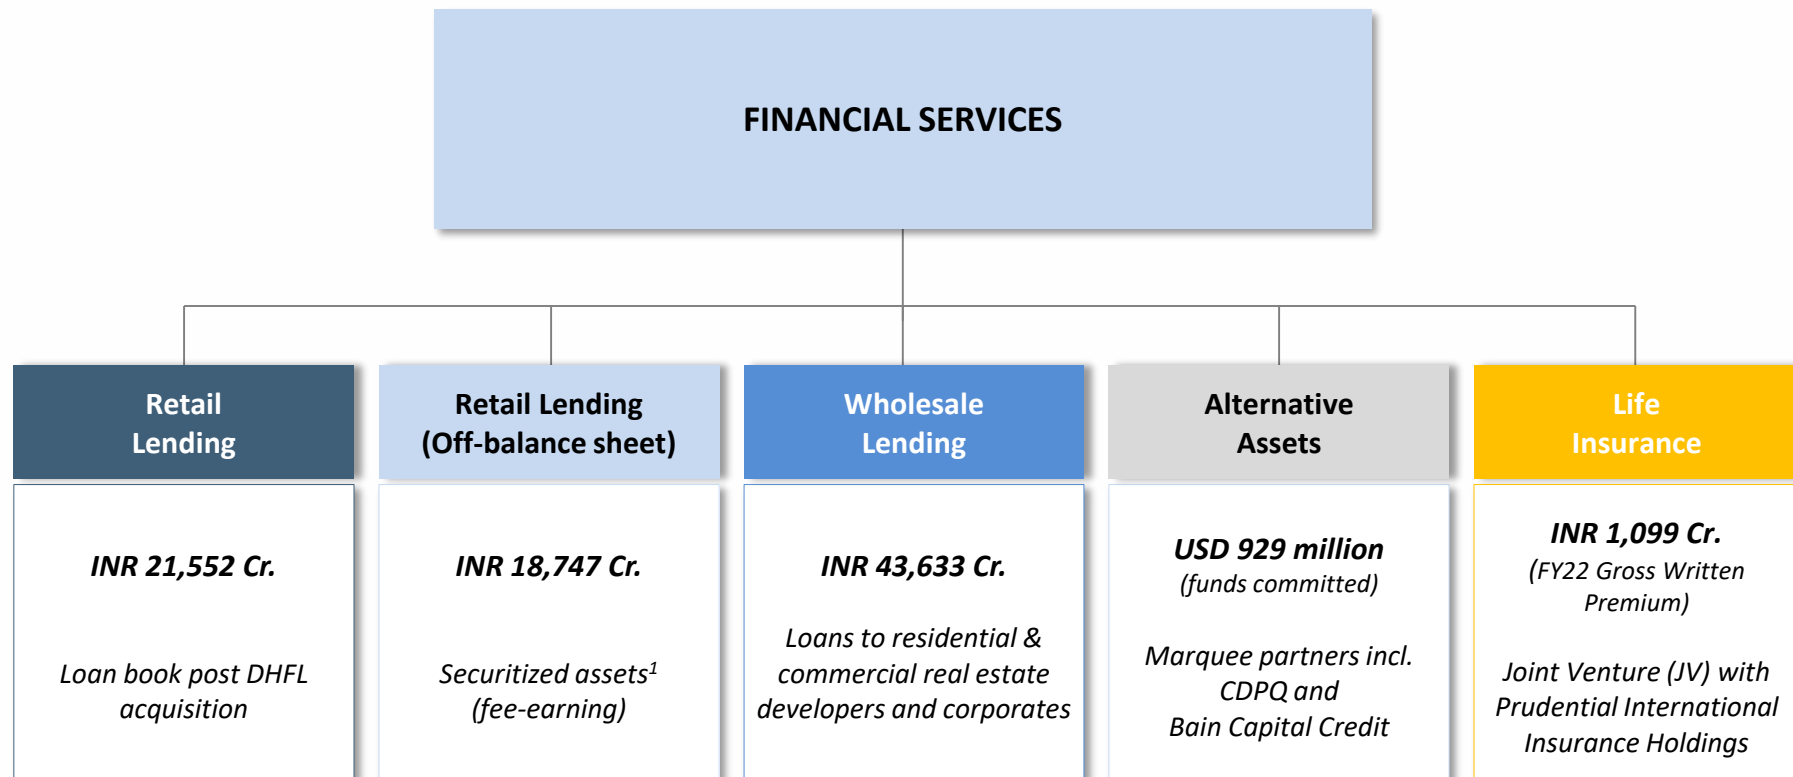 FINANCIAL SERVICES
Retail
Lending
INR 21,552 Cr.
Loan book post DHFL
acquisition
Retail Lending
(Off-balance sheet)
INR 18,747 Cr.
Securitized assets¹
(fee-earning)
Wholesale
Lending
INR 43,633 Cr.
Loans to residential &
commercial real estate
developers and corporates
Alternative
Assets
USD 929 million
(funds committed)
Marquee partners incl.
CDPQ and
Bain Capital Credit
Life
Insurance
INR 1,099 Cr.
(FY22 Gross Written
Premium)
Joint Venture (JV) with
Prudential International
Insurance Holdings